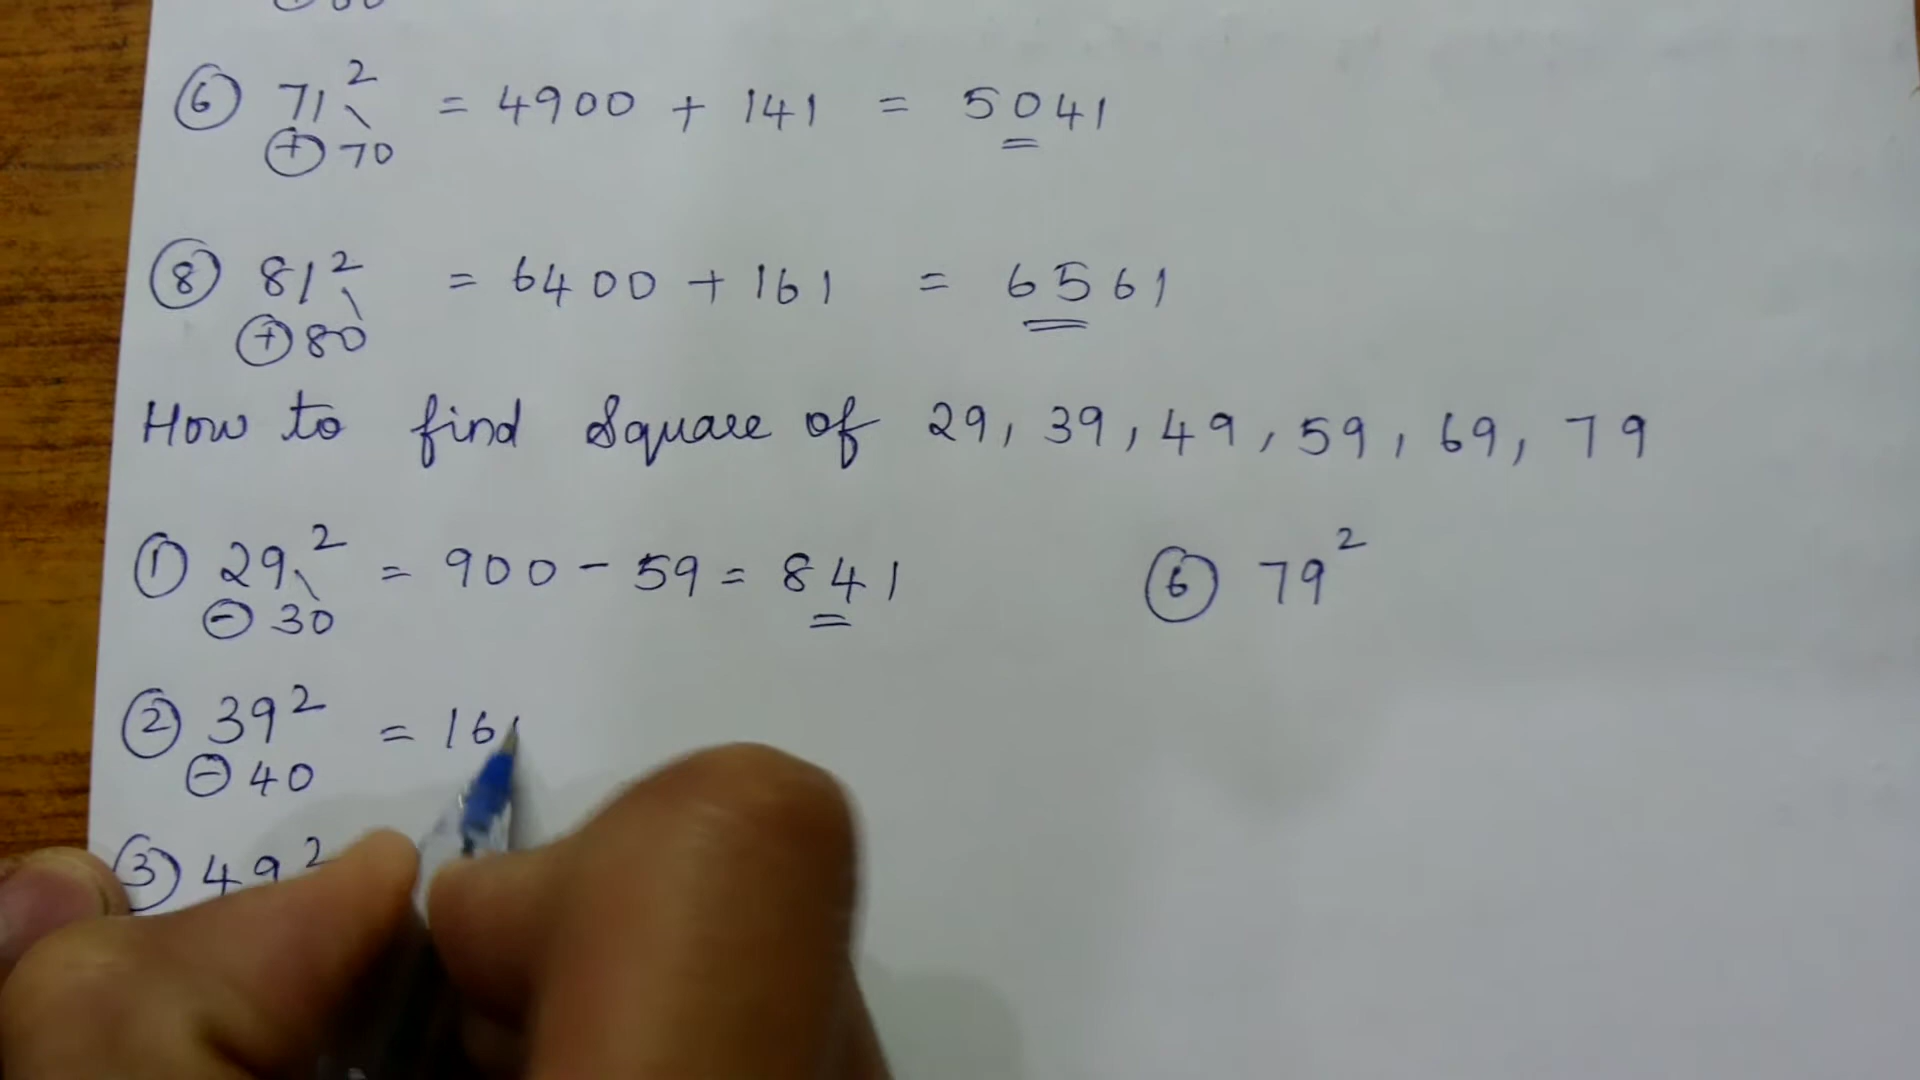 ⑥ 71² = 4900 + 141 = 5041
⊕ 70
⑧ 81² = 6400 + 161 = 6561
⊕ 80
How to find Square of 29, 39, 49, 59, 69, 79
① 29² = 900 - 59 = 841
⊖ 30
② 39² = 16
⊖ 40
③ 49²
⑥ 79²